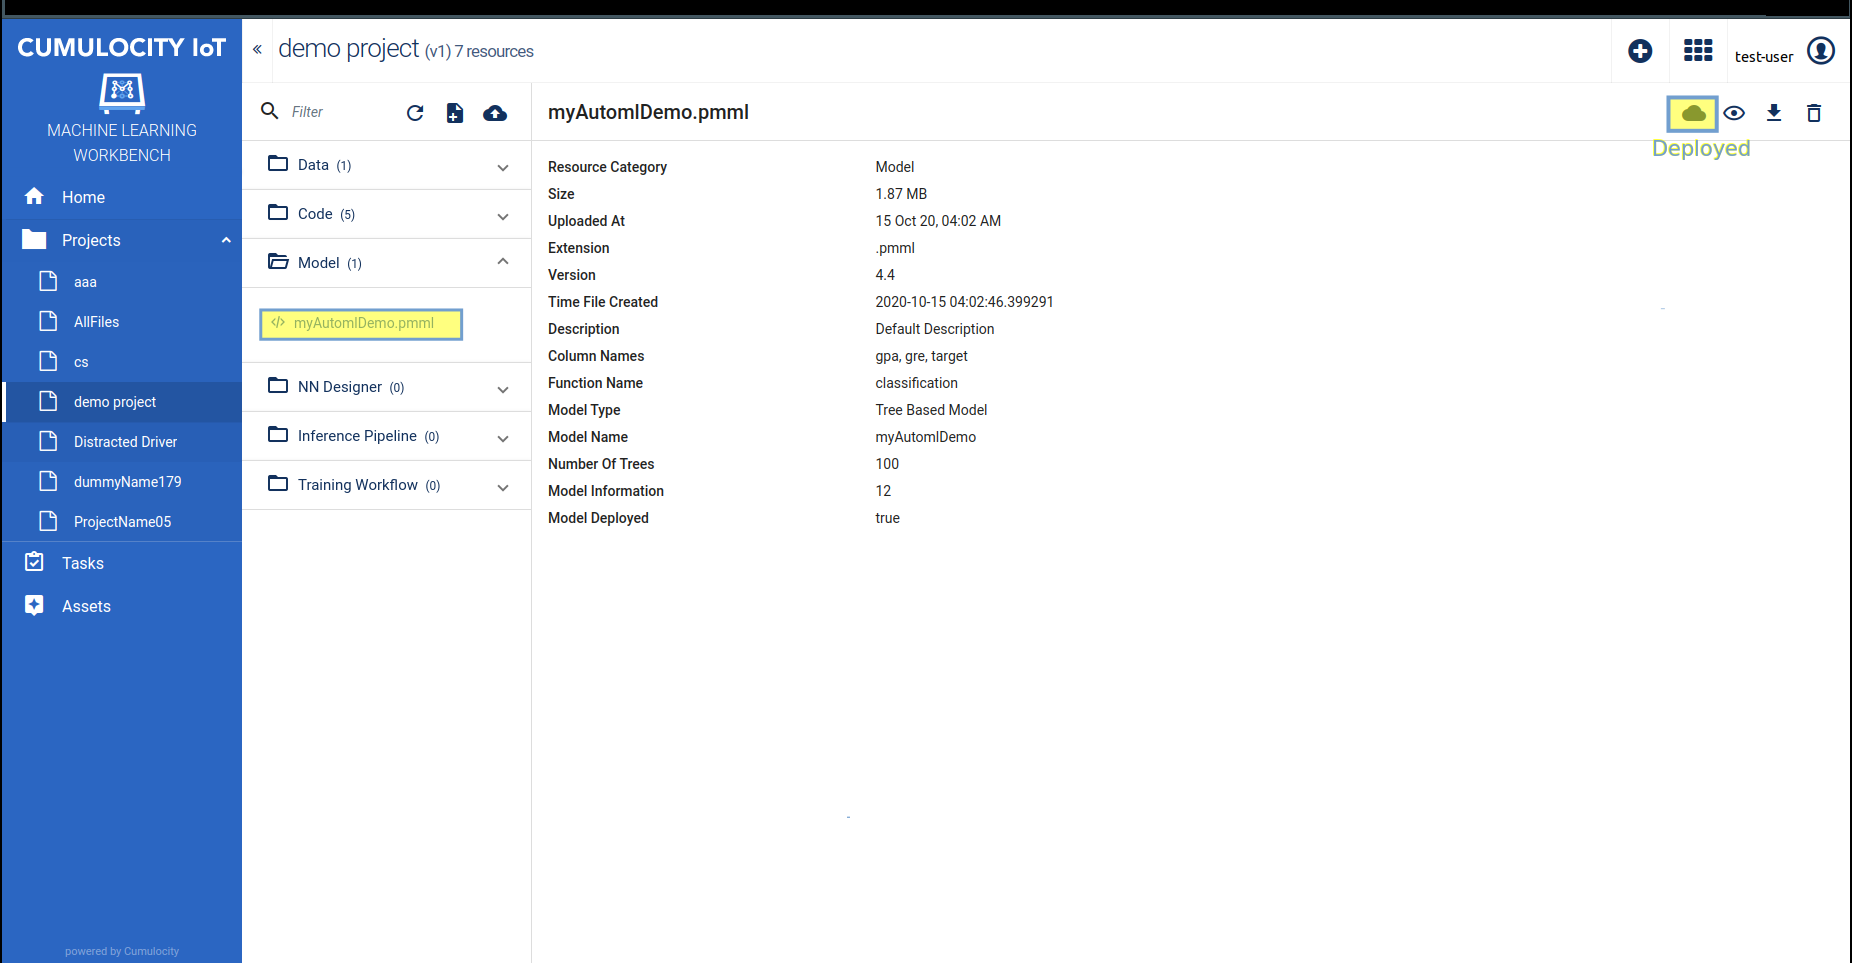 CUMULOCITY IoT
MACHINE LEARNING
WORKBENCH
Home
Projects
aaa
AllFiles
cs
demo project
Distracted Driver
dummyName179
ProjectName05
Tasks
Assets
powered by Cumulocity
« demo project (v1) 7 resources
test-user
Filter
Data (1)
Code (5)
Model (1)
</> myAutomlDemo.pmml
NN Designer (0)
Inference Pipeline (0)
Training Workflow (0)
myAutomlDemo.pmml
Deployed
Resource Category Model
Size 1.87 MB
Uploaded At 15 Oct 20, 04:02 AM
Extension .pmml
Version 4.4
Time File Created 2020-10-15 04:02:46.399291
Description Default Description
Column Names gpa, gre, target
Function Name classification
Model Type Tree Based Model
Model Name myAutomlDemo
Number Of Trees 100
Model Information 12
Model Deployed true